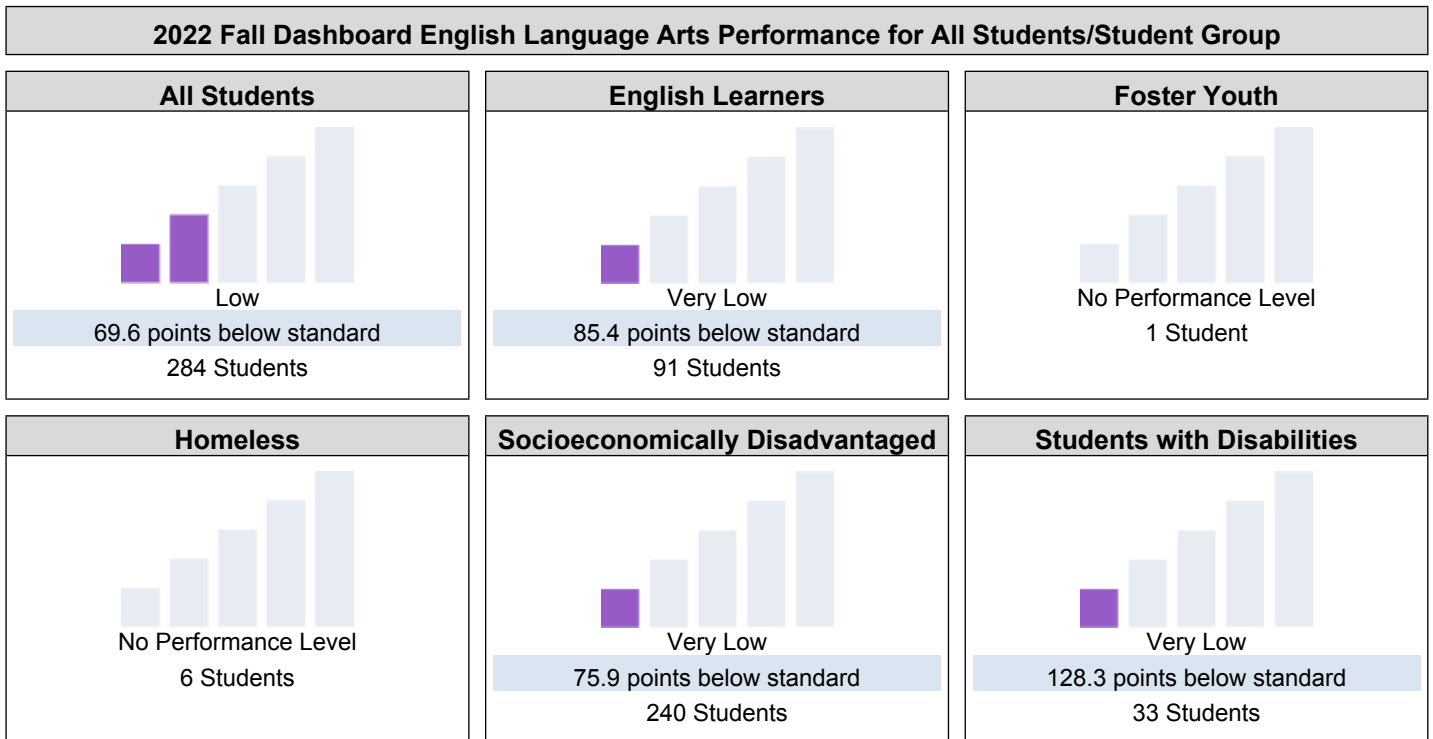 2022 Fall Dashboard English Language Arts Performance for All Students/Student Group
All Students
Low
69.6 points below standard
284 Students
English Learners
Very Low
85.4 points below standard
91 Students
Foster Youth
No Performance Level
1 Student
Homeless
No Performance Level
6 Students
Socioeconomically Disadvantaged
Very Low
75.9 points below standard
240 Students
Students with Disabilities
Very Low
128.3 points below standard
33 Students